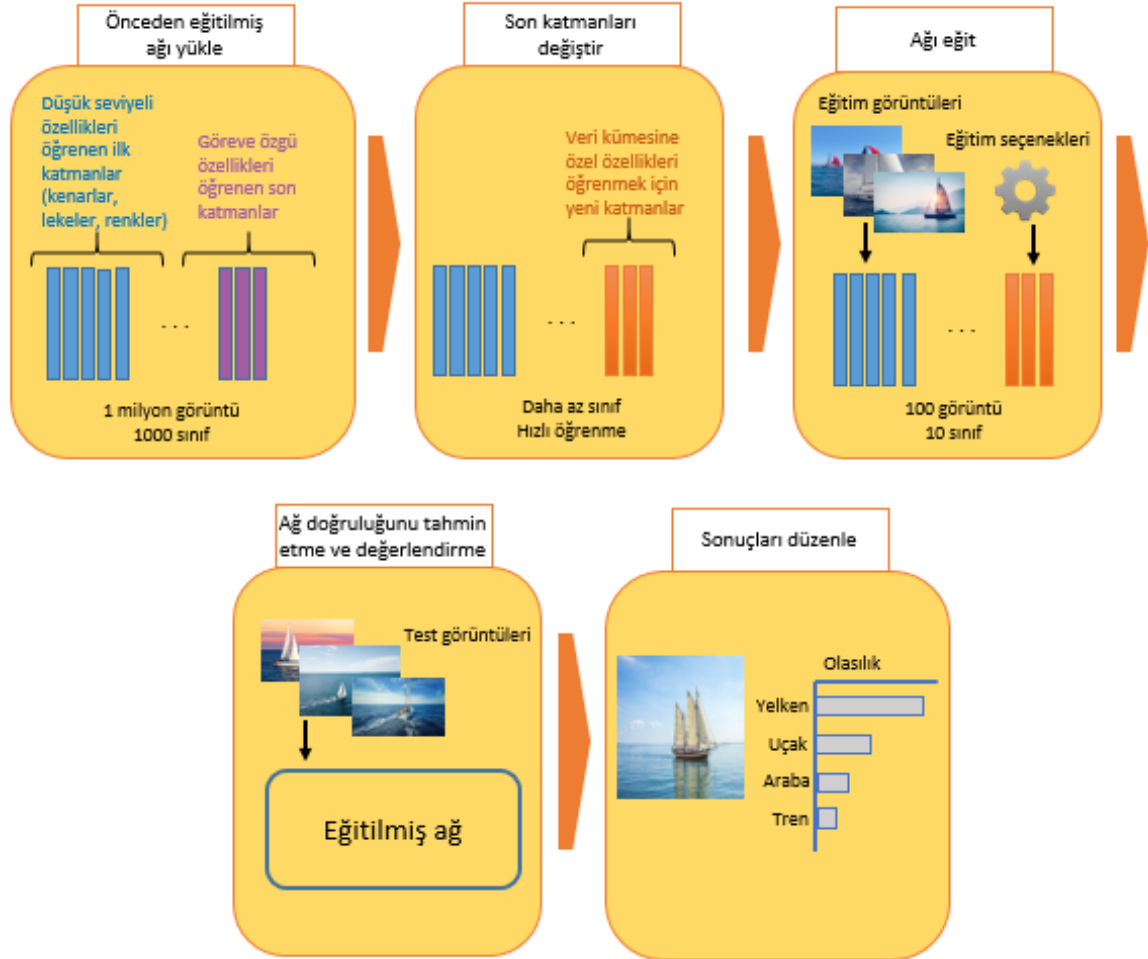 Önceden eğitilmiş
ağı yükle
Düşük seviyeli
özellikleri
öğrenen ilk
katmanlar
(kenarlar,
lekeler, renkler)
Göreve özgü
özellikleri
öğrenen son
katmanlar
. . .
1 milyon görüntü
1000 sınıf
Son katmanları
değiştir
Veri kümesine
özel özellikleri
öğrenmek için
yeni katmanlar
. . .
Daha az sınıf
Hızlı öğrenme
Ağı eğit
Eğitim görüntüleri
Eğitim seçenekleri
. . .
100 görüntü
10 sınıf
Ağ doğruluğunu tahmin
etme ve değerlendirme
Test görüntüleri
Eğitilmiş ağ
Sonuçları düzenle
Olasılık
Yelken
Uçak
Araba
Tren